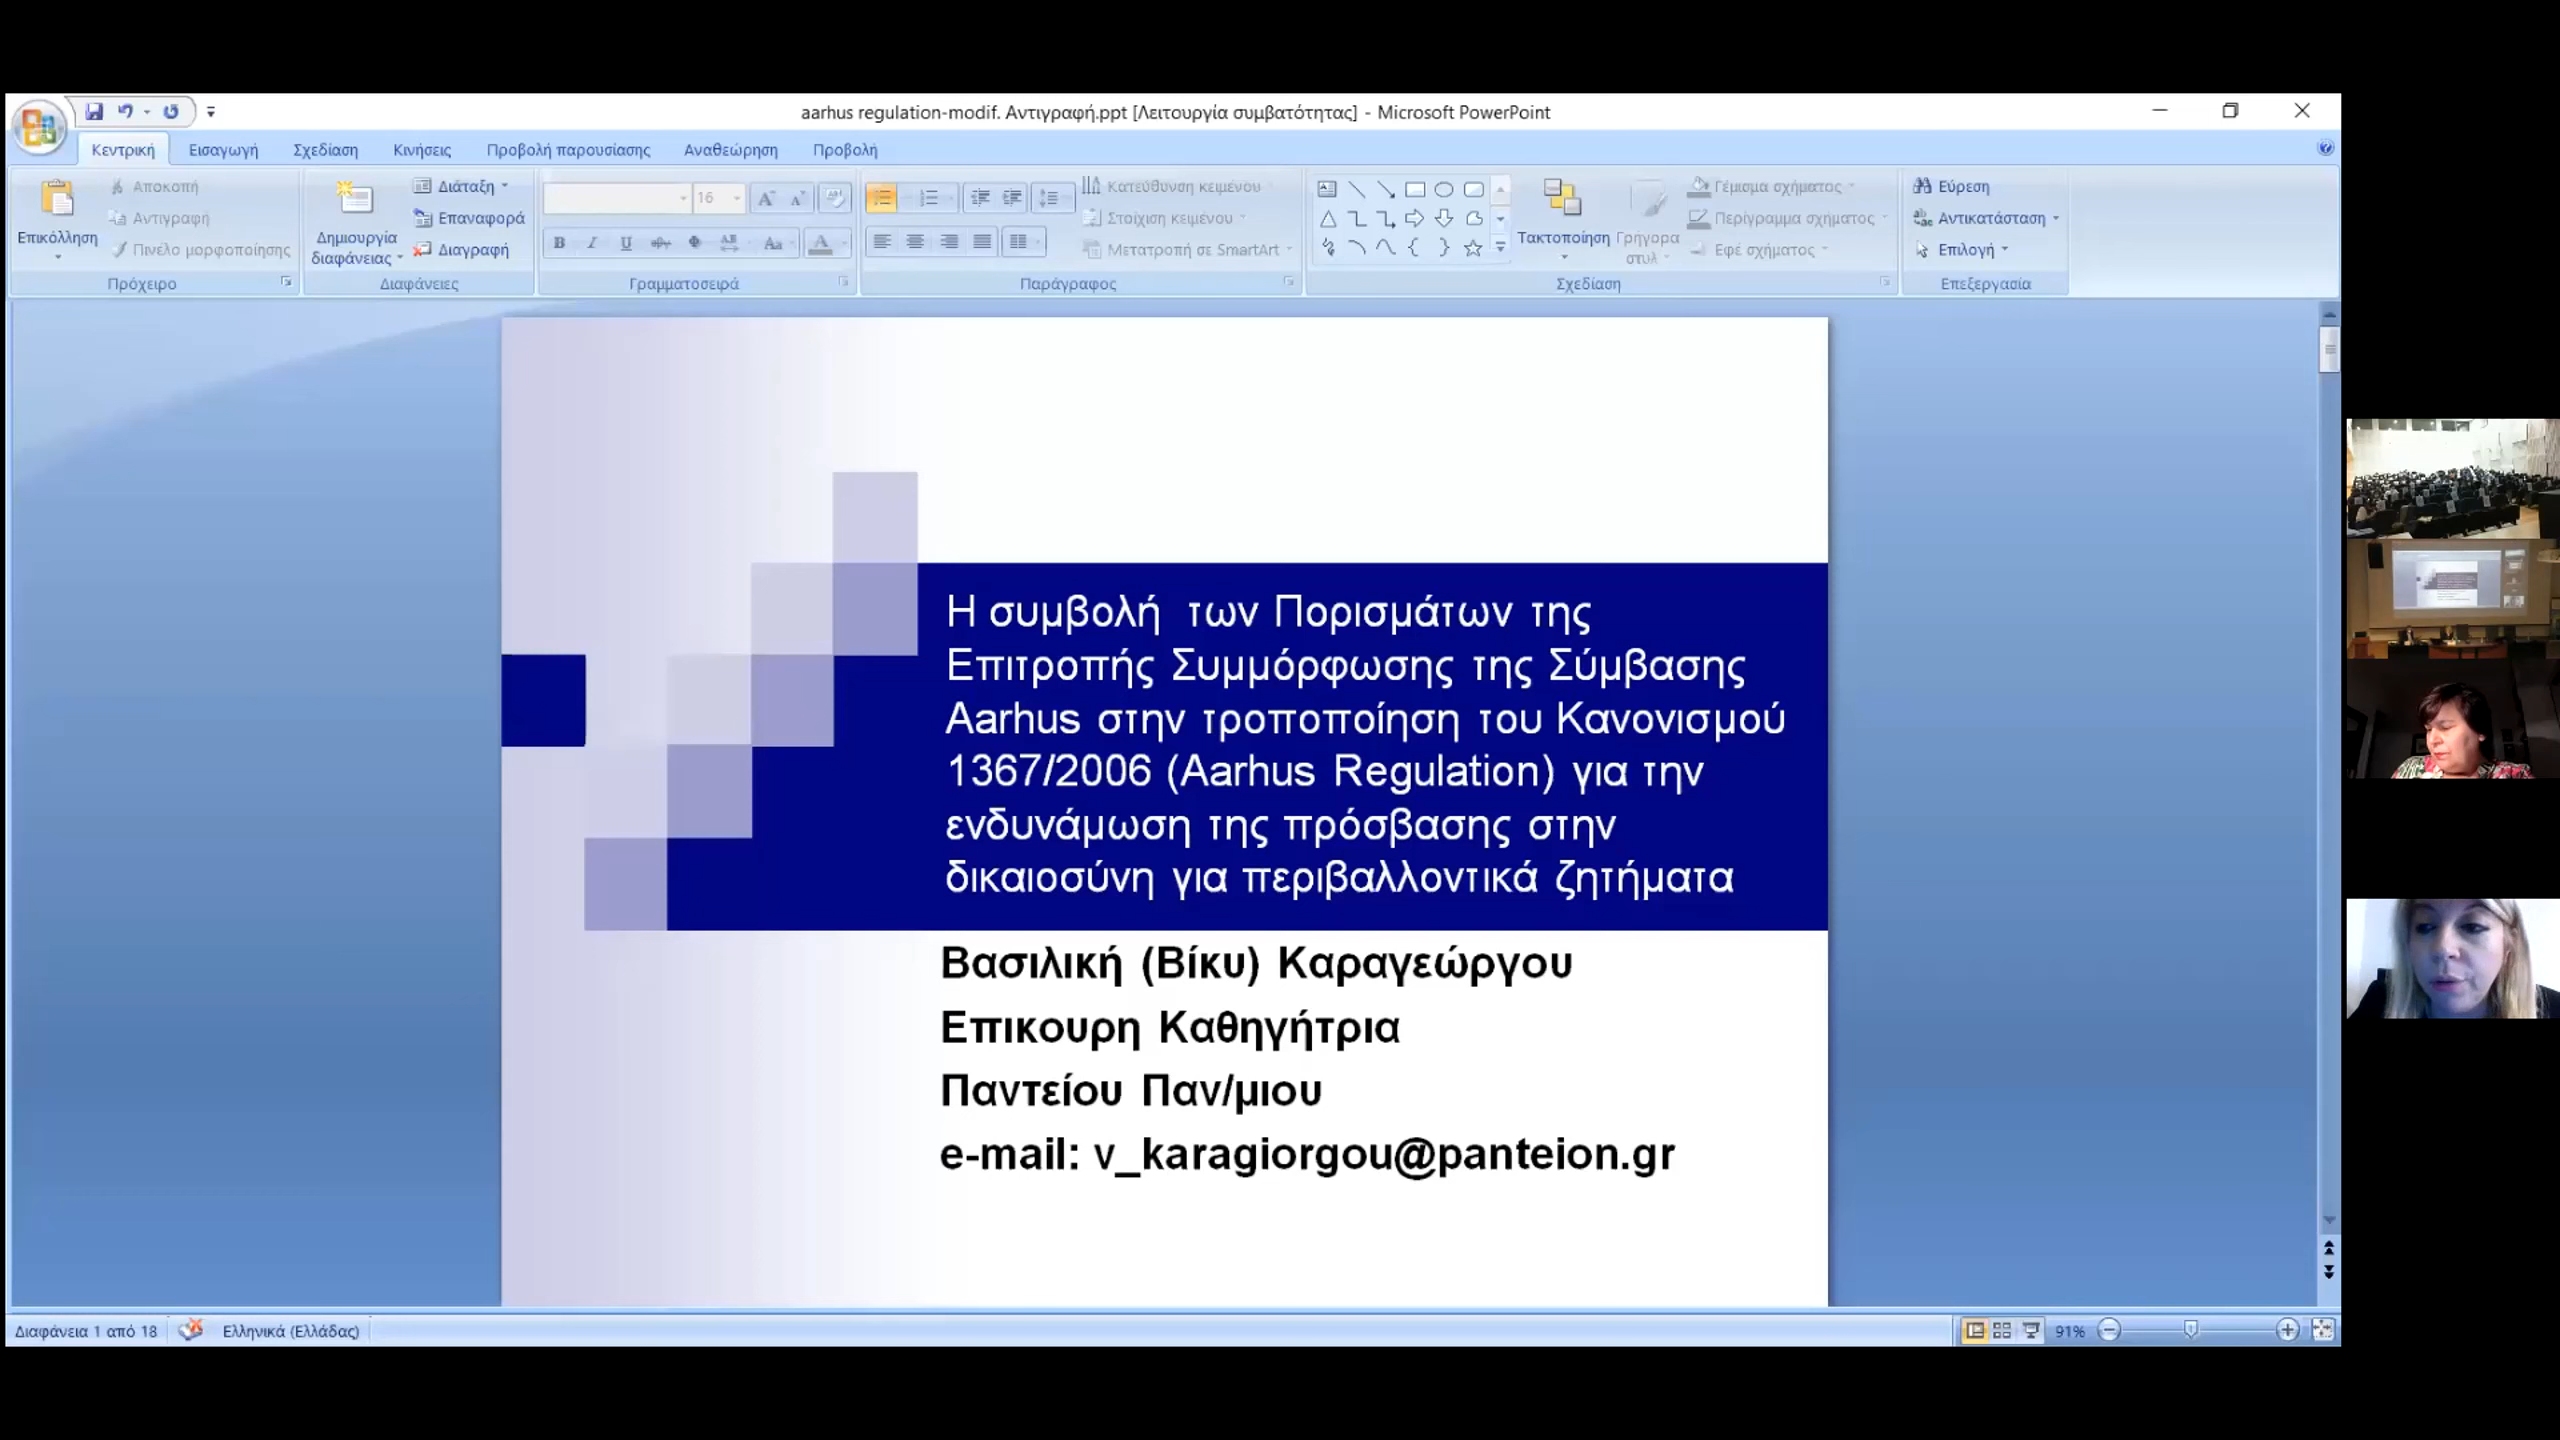 aarhus regulation-modif. Αντιγραφή.ppt [Λειτουργία συμβατότητας] - Microsoft PowerPoint
Κεντρική Εισαγωγή Σχεδίαση Κινήσεις Προβολή παρουσίασης Αναθεώρηση Προβολή
Επικόλληση
Αποκοπή
Αντιγραφή
Πινέλο μορφοποίησης
Πρόχειρο
Δημιουργία
διαφάνειας
Διάταξη
Επαναφορά
Διαγραφή
Διαφάνειες
16
Γραμματοσειρά
Κατεύθυνση κειμένου
Στοίχιση κειμένου
Μετατροπή σε SmartArt
Παράγραφος
Τακτοποίηση
Γρήγορα
στυλ
Γέμισμα σχήματος
Περίγραμμα σχήματος
Εφέ σχήματος
Σχεδίαση
Εύρεση
Αντικατάσταση
Επιλογή
Επεξεργασία
Η συμβολή των Πορισμάτων της
Επιτροπής Συμμόρφωσης της Σύμβασης
Aarhus στην τροποποίηση του Κανονισμού
1367/2006 (Aarhus Regulation) για την
ενδυνάμωση της πρόσβασης στην
δικαιοσύνη για περιβαλλοντικά ζητήματα
Βασιλική (Βίκυ) Καραγεώργου
Επικουρη Καθηγήτρια
Παντείου Παν/μιου
e-mail: v_karagiorgou@panteion.gr
Διαφάνεια 1 από 18 Ελληνικά (Ελλάδας) 91%